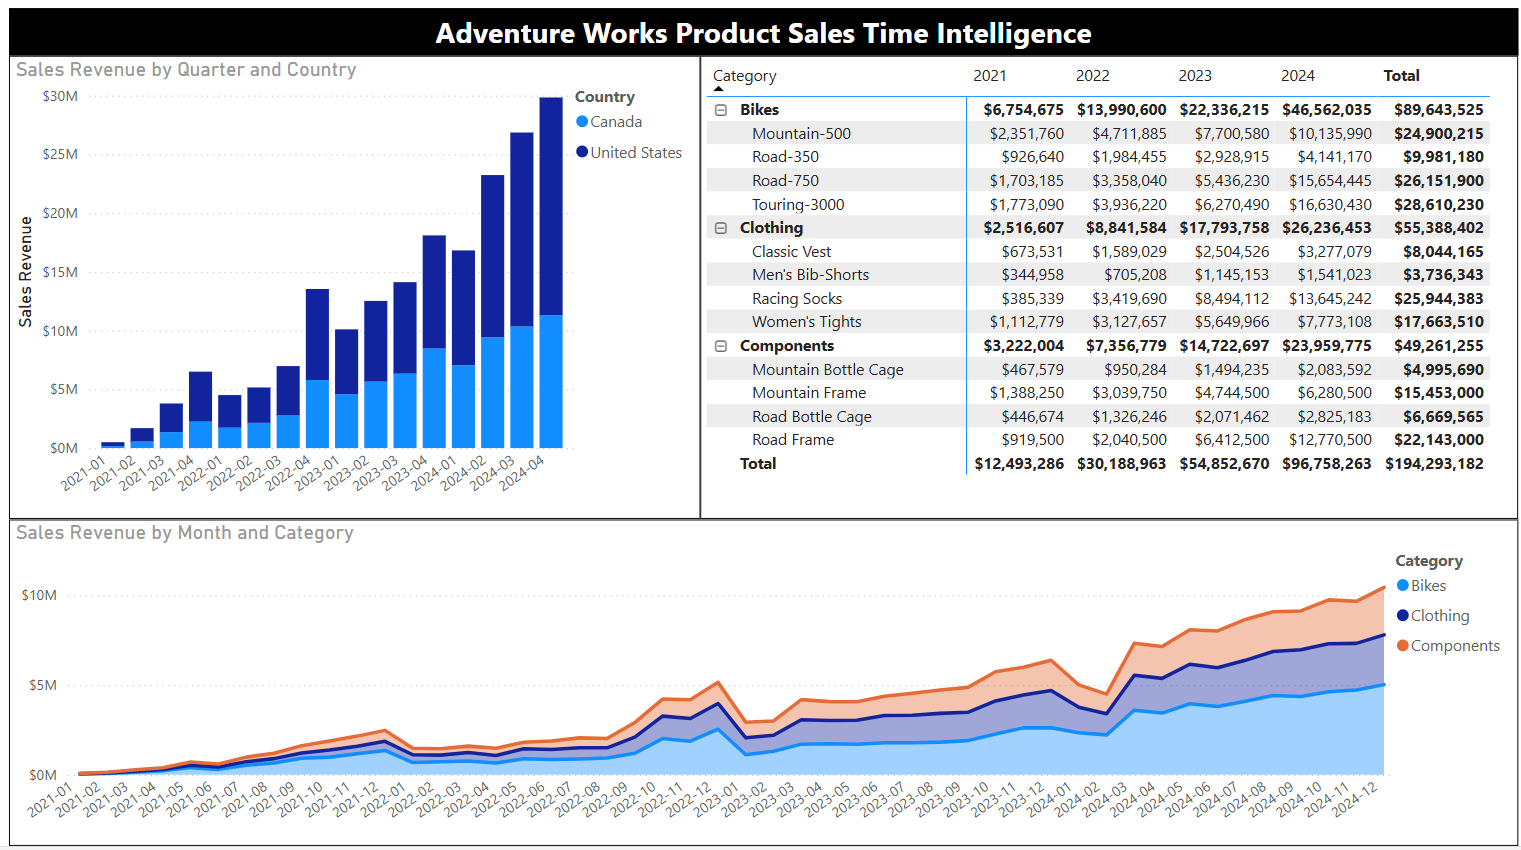 Adventure Works Product Sales Time Intelligence
Sales Revenue by Quarter and Country
$30M
$25M
$20M
$15M
$10M
$5M
$0M
Sales Revenue
2021-01
2021-02
2021-03
2021-04
2022-01
2022-02
2022-03
2022-04
2023-01
2023-02
2023-03
2023-04
2024-01
2024-02
2024-03
2024-04
Country
Canada
United States
Category 2021 2022 2023 2024 Total
Bikes $6,754,675 $13,990,600 $22,336,215 $46,562,035 $89,643,525
Mountain-500 $2,351,760 $4,711,885 $7,700,580 $10,135,990 $24,900,215
Road-350 $926,640 $1,984,455 $2,928,915 $4,141,170 $9,981,180
Road-750 $1,703,185 $3,358,040 $5,436,230 $15,654,445 $26,151,900
Touring-3000 $1,773,090 $3,936,220 $6,270,490 $16,630,430 $28,610,230
Clothing $2,516,607 $8,841,584 $17,793,758 $26,236,453 $55,388,402
Classic Vest $673,531 $1,589,029 $2,504,526 $3,277,079 $8,044,165
Men's Bib-Shorts $344,958 $705,208 $1,145,153 $1,541,023 $3,736,343
Racing Socks $385,339 $3,419,690 $8,494,112 $13,645,242 $25,944,383
Women's Tights $1,112,779 $3,127,657 $5,649,966 $7,773,108 $17,663,510
Components $3,222,004 $7,356,779 $14,722,697 $23,959,775 $49,261,255
Mountain Bottle Cage $467,579 $950,284 $1,494,235 $2,083,592 $4,995,690
Mountain Frame $1,388,250 $3,039,750 $4,744,500 $6,280,500 $15,453,000
Road Bottle Cage $446,674 $1,326,246 $2,071,462 $2,825,183 $6,669,565
Road Frame $919,500 $2,040,500 $6,412,500 $12,770,500 $22,143,000
Total $12,493,286 $30,188,963 $54,852,670 $96,758,263 $194,293,182
Sales Revenue by Month and Category
$10M
$5M
$0M
2021-01
2021-02
2021-03
2021-04
2021-05
2021-06
2021-07
2021-08
2021-09
2021-10
2021-11
2021-12
2022-01
2022-02
2022-03
2022-04
2022-05
2022-06
2022-07
2022-08
2022-09
2022-10
2022-11
2022-12
2023-01
2023-02
2023-03
2023-04
2023-05
2023-06
2023-07
2023-08
2023-09
2023-10
2023-11
2023-12
2024-01
2024-02
2024-03
2024-04
2024-05
2024-06
2024-07
2024-08
2024-09
2024-10
2024-11
2024-12
Category
Bikes
Clothing
Components